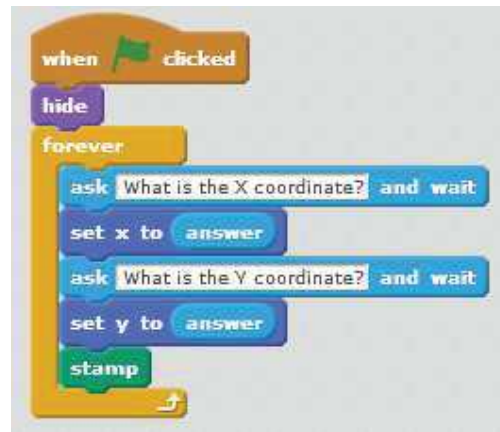 when clicked
hide
forever
ask What is the X coordinate? and wait
set x to answer
ask What is the Y coordinate? and wait
set y to answer
stamp